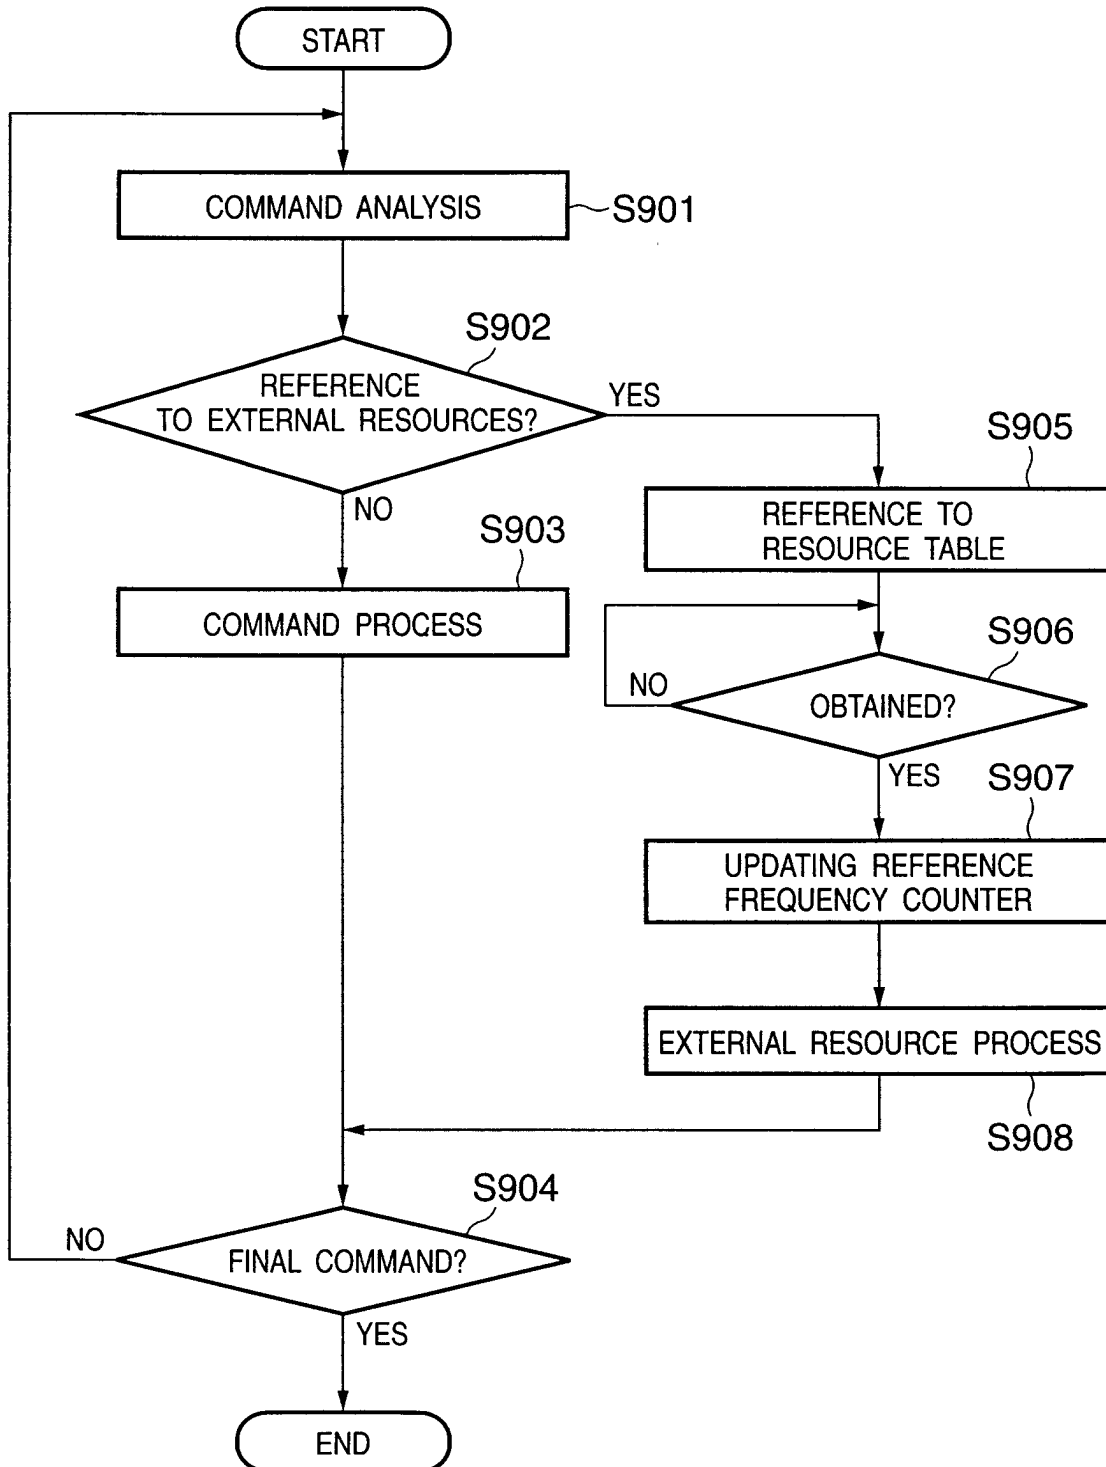 START
COMMAND ANALYSIS
S901
S902
REFERENCE
TO EXTERNAL RESOURCES?
YES
NO
S903
COMMAND PROCESS
S905
REFERENCE TO
RESOURCE TABLE
S906
NO
OBTAINED?
YES
S907
UPDATING REFERENCE
FREQUENCY COUNTER
EXTERNAL RESOURCE PROCESS
S908
S904
NO
FINAL COMMAND?
YES
END